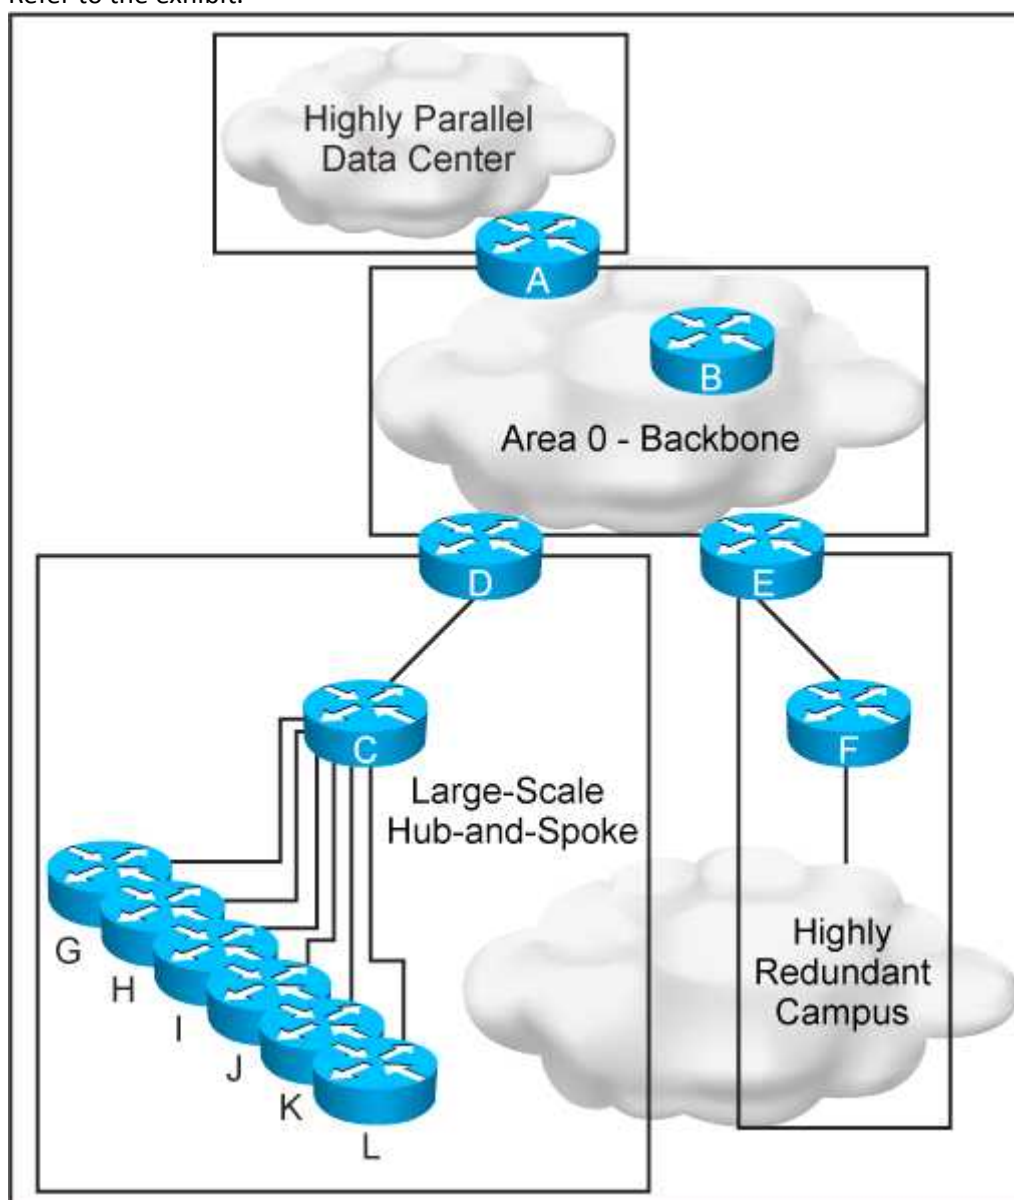 Refer to the exhibit.
Highly Parallel
Data Center
A
B
Area 0 - Backbone
D
E
C
F
Large-Scale
Hub-and-Spoke
G
H
I
J
K
L
Highly
Redundant
Campus